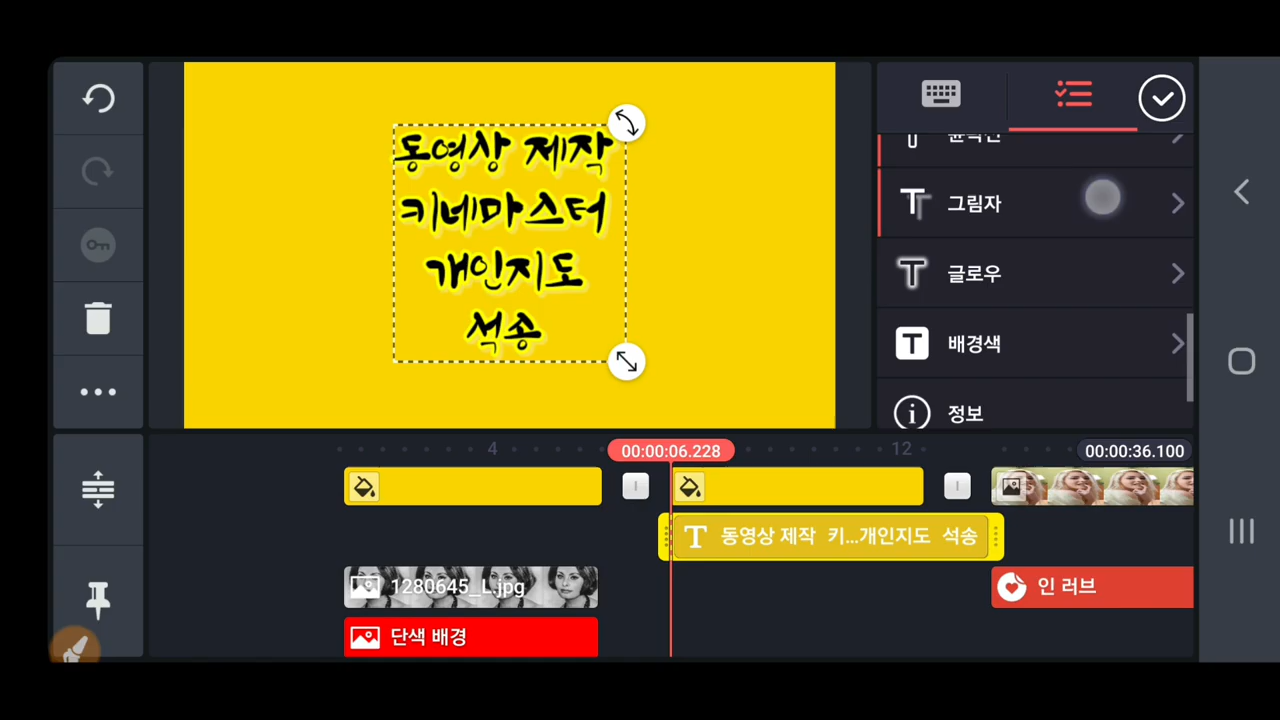 동영상 제작
키네마스터
개인지도
석송
윤곽선
그림자
글로우
배경색
정보
4
00:00:06.228
12
00:00:36.100
T 동영상 제작 키...개인지도 석송
1280645_L.jpg
인 러브
단색 배경